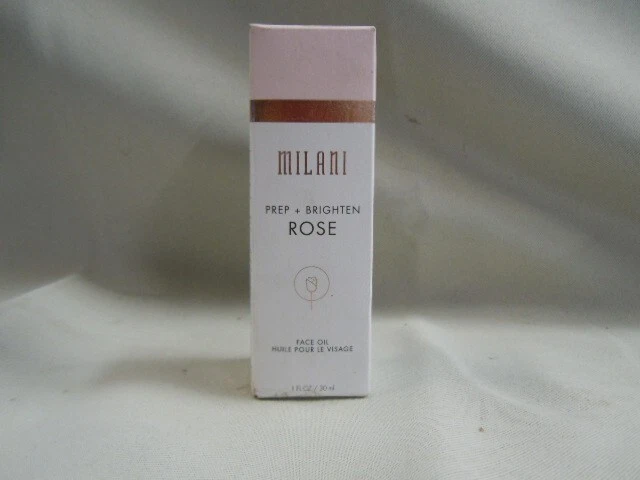 MILANI
PREP + BRIGHTEN
ROSE
FACE OIL
HUILE POUR LE VISAGE
1 FL OZ / 30 ml